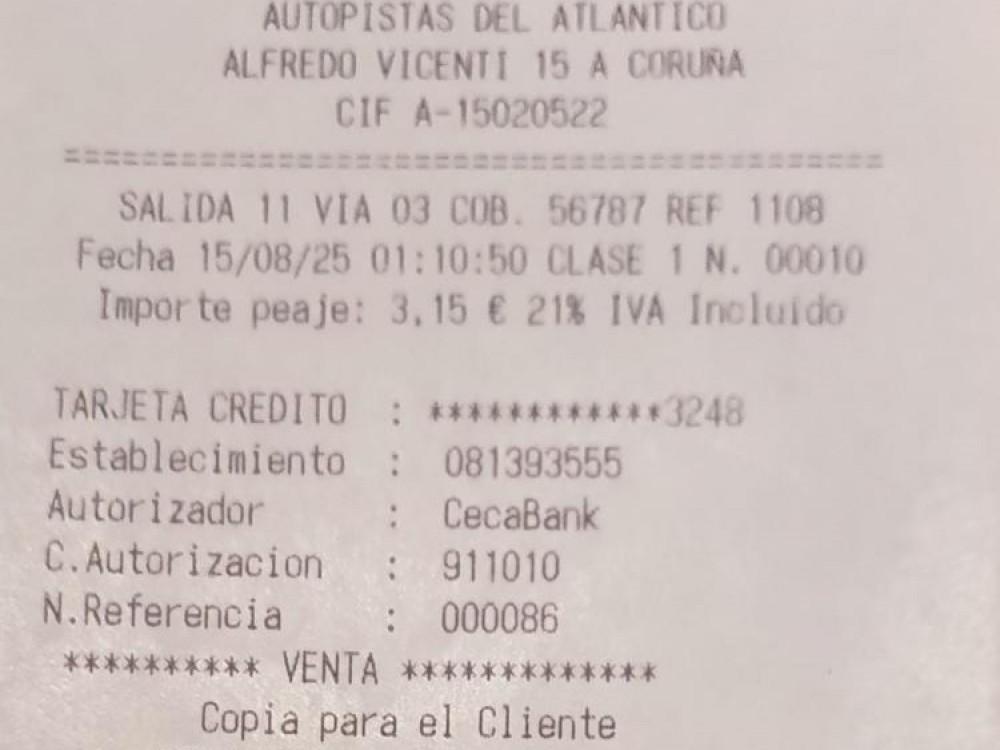 AUTOPISTAS DEL ATLANTICO
ALFREDO VICENTI 15 A CORUÑA
CIF A-15020522
==========================================
SALIDA 11 VIA 03 COB. 56787 REF 1108
Fecha 15/08/25 01:10:50 CLASE 1 N. 00010
Importe peaje: 3,15 € 21% IVA Incluido
TARJETA CREDITO : ************3248
Establecimiento : 081393555
Autorizador : CecaBank
C.Autorizacion : 911010
N.Referencia : 000086
********** VENTA *************
Copia para el Cliente